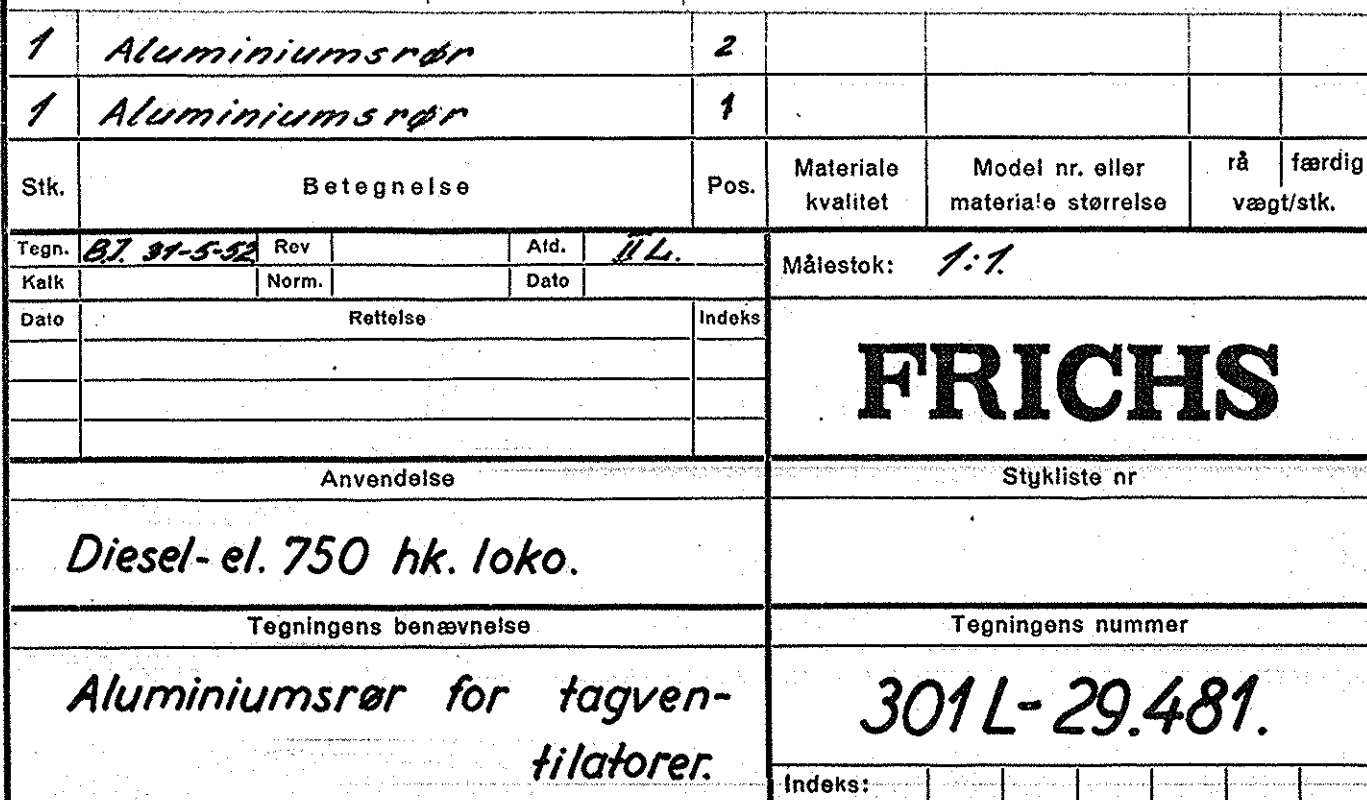 1 Aluminiumsrør 2
1 Aluminiumsrør 1
Stk. Betegnelse Pos. Materiale kvalitet Model nr. eller materiale størrelse rå færdig vægt/stk.
Tegn. B.J. 31-5-52 Rev Afd. II L.
Kalk Norm. Dato
Målestok: 1:1.
Dato Rettelse Indeks
FRICHS
Anvendelse
Diesel-el. 750 hk. loko.
Stykliste nr
Tegningens benævnelse
Aluminiumsrør for tagven-
tilatorer.
Tegningens nummer
301 L-29.481.
Indeks: